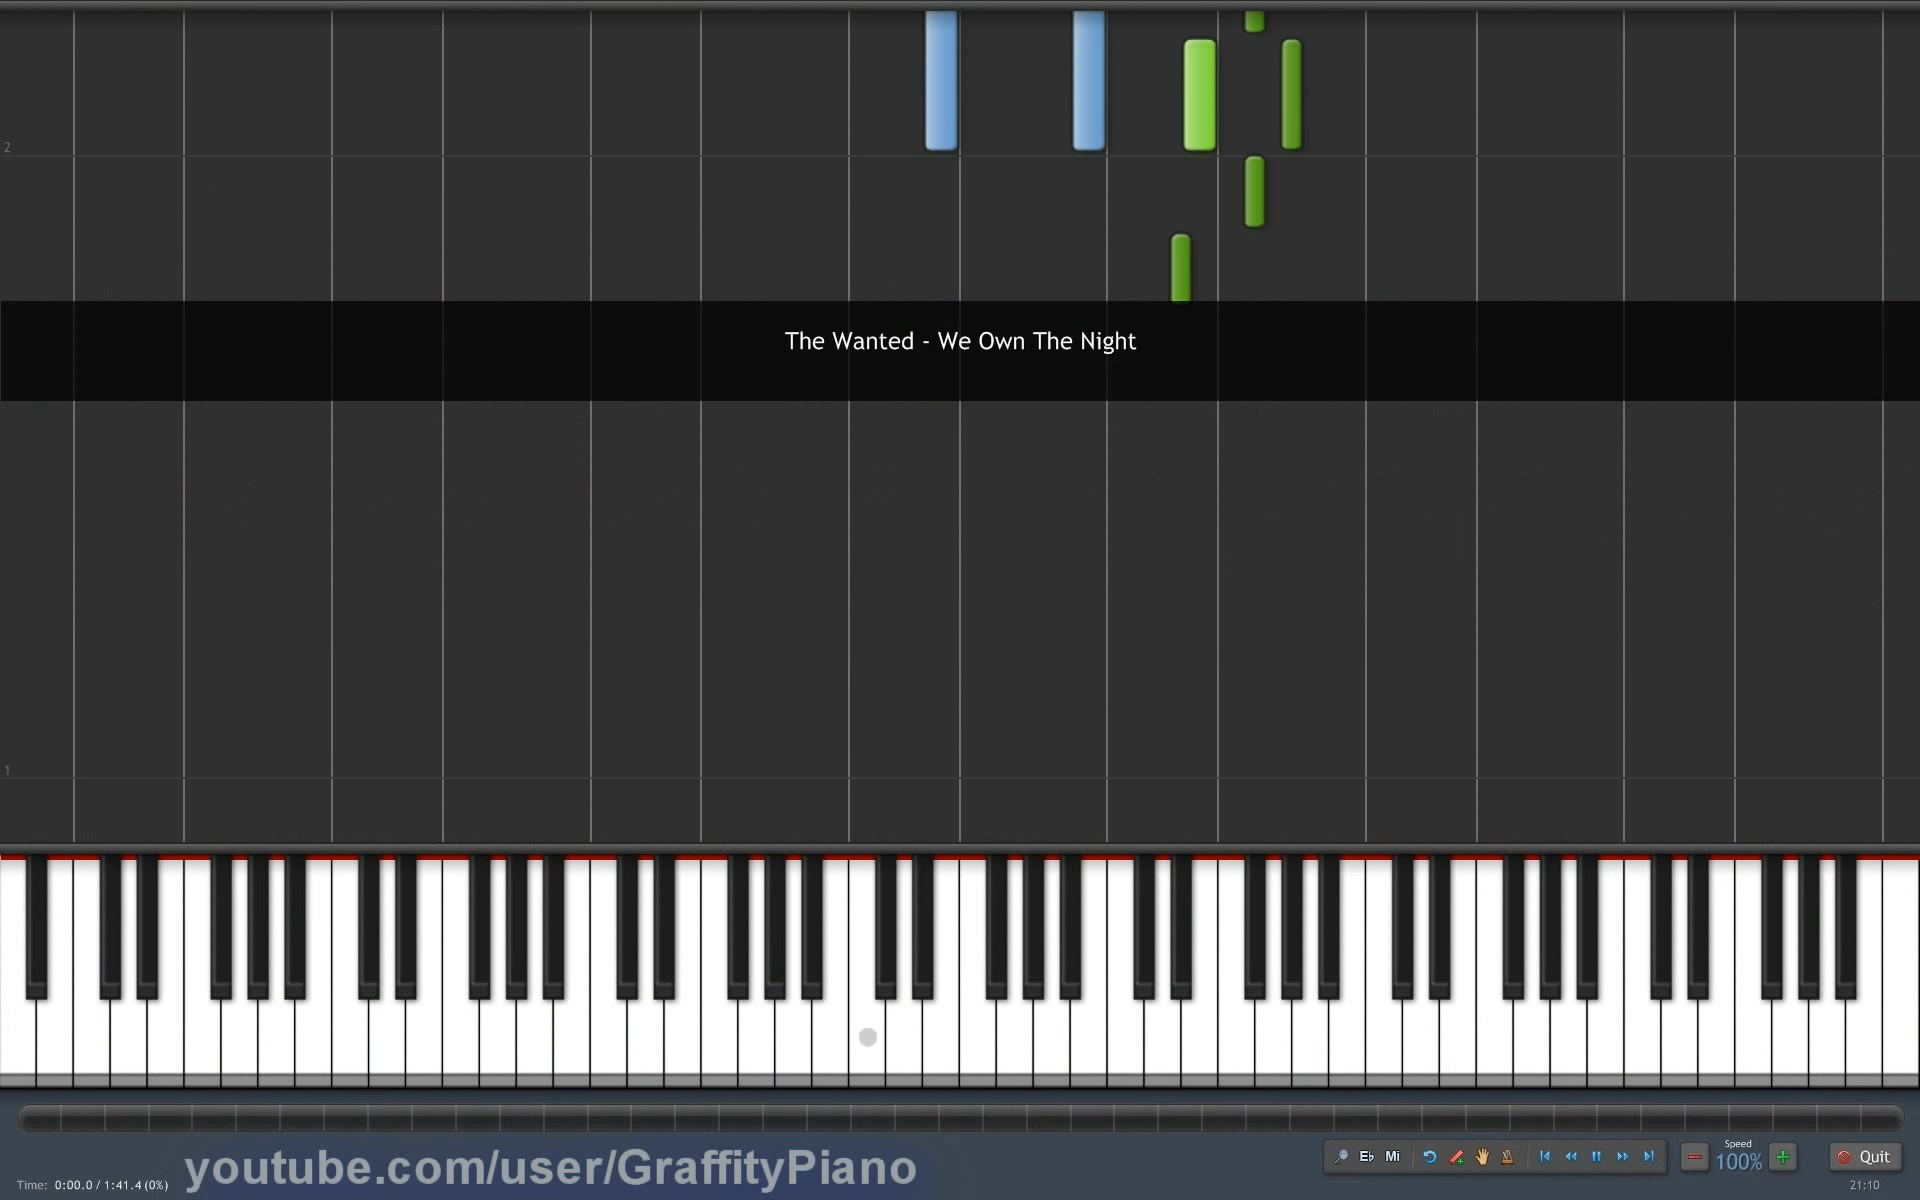 2
The Wanted - We Own The Night
1
youtube.com/user/GraffityPiano
Time: 0:00.0 / 1:41.4 (0%)
Eb Mi
Speed
100%
Quit
21:10